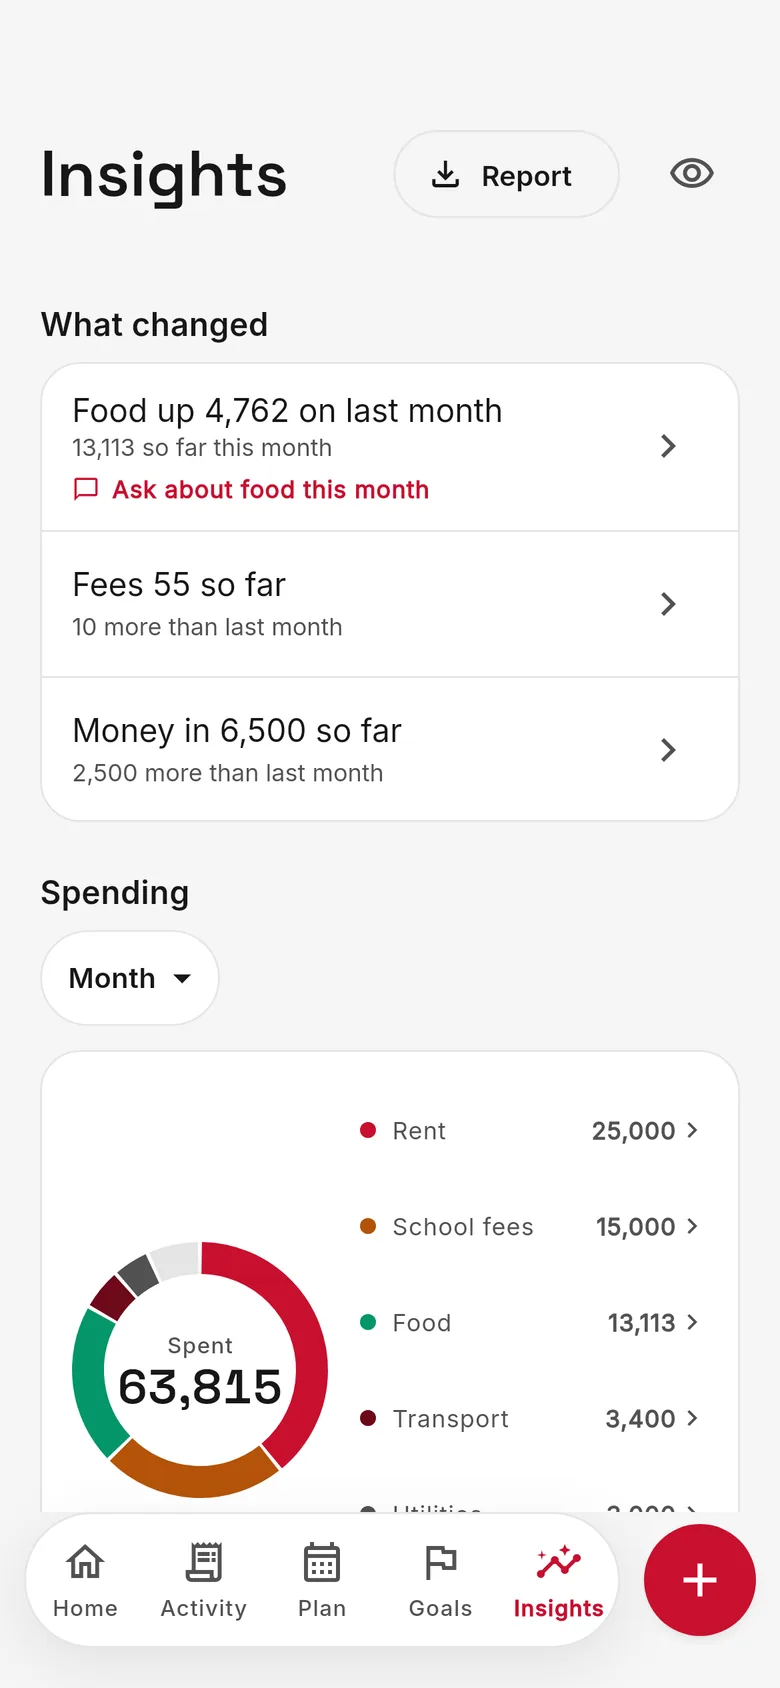 Insights
Report
What changed
Food up 4,762 on last month
13,113 so far this month
Ask about food this month
Fees 55 so far
10 more than last month
Money in 6,500 so far
2,500 more than last month
Spending
Month
Rent 25,000
School fees 15,000
Food 13,113
Transport 3,400
Spent
63,815
Utilities
Home
Activity
Plan
Goals
Insights